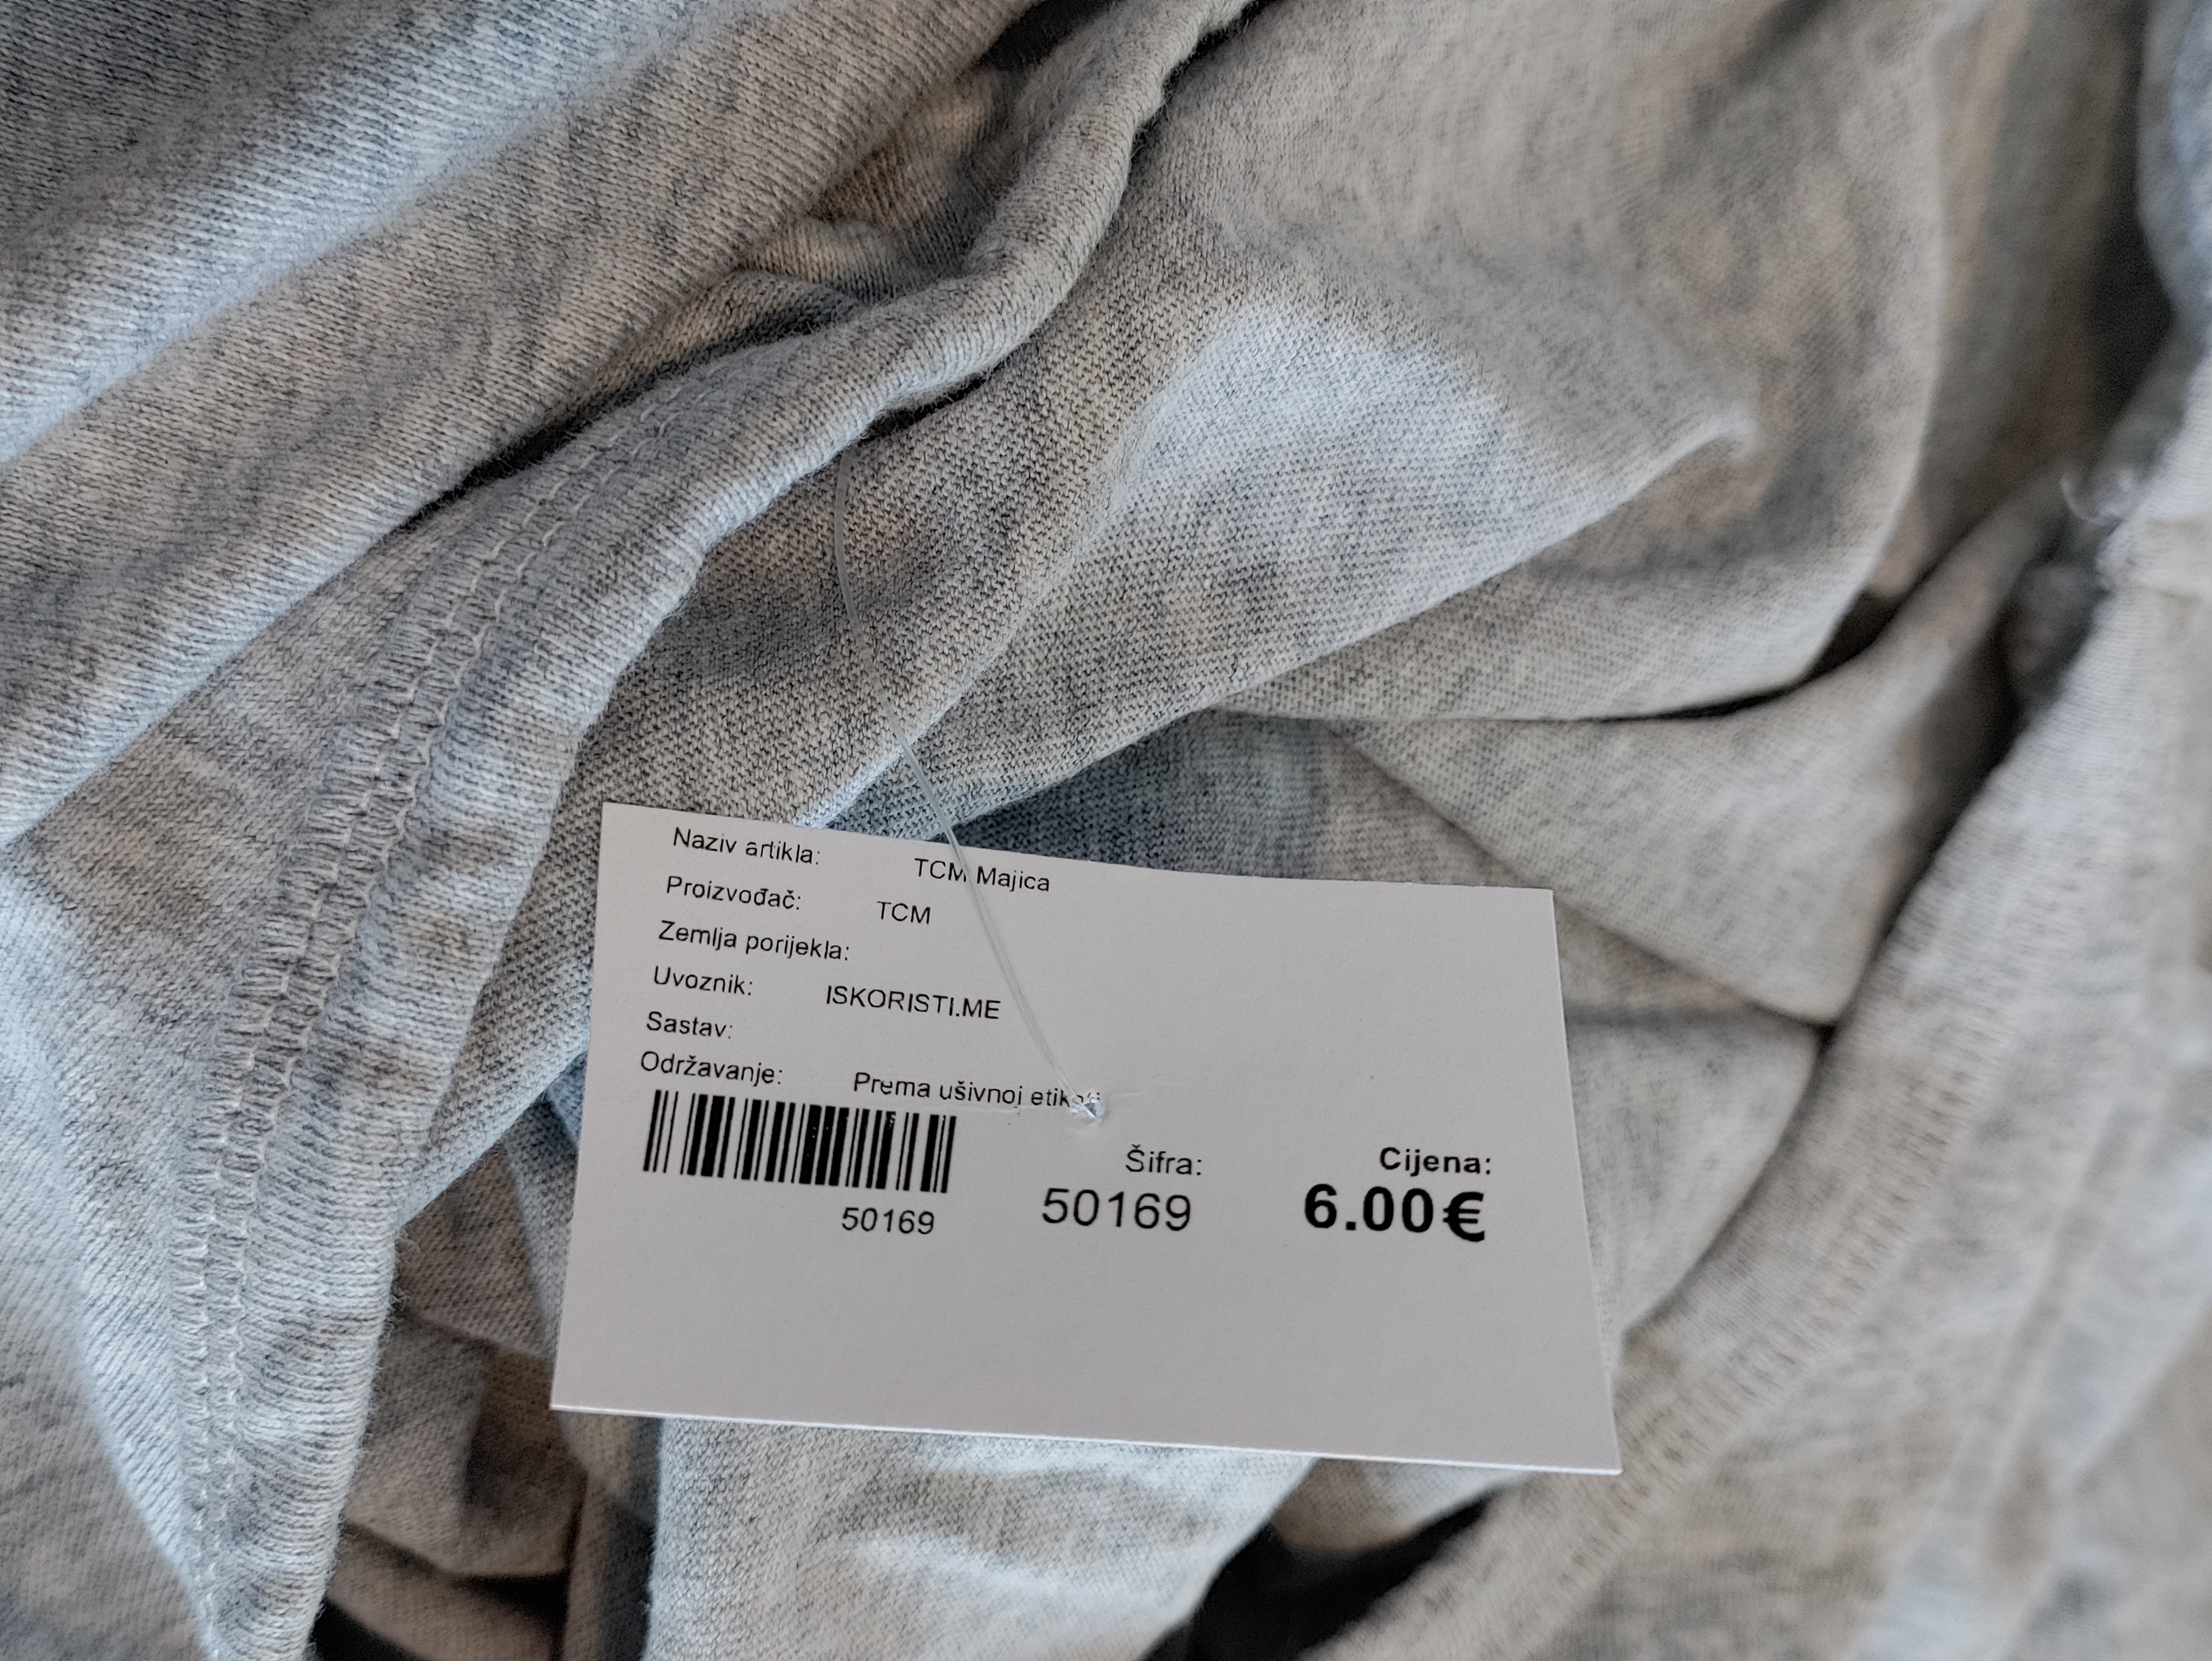 Naziv artikla: TCM Majica
Proizvođač: TCM
Zemlja porijekla:
Uvoznik: ISKORISTI.ME
Sastav:
Održavanje: Prema ušivnoj
50169
Šifra:
50169
Cijena:
6.00€